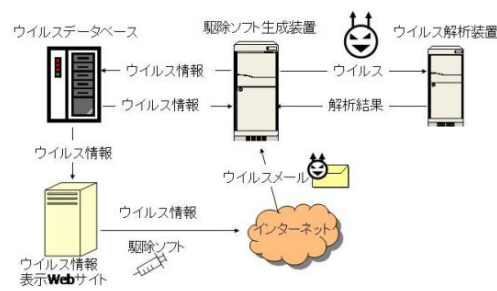 ウイルスデータベース
駆除ソフト生成装置
ウイルス解析装置
ウイルス情報
ウイルス
ウイルス情報
解析結果
ウイルス情報
ウイルスメール
ウイルス情報
インターネット
駆除ソフト
ウイルス情報
表示Webサイト